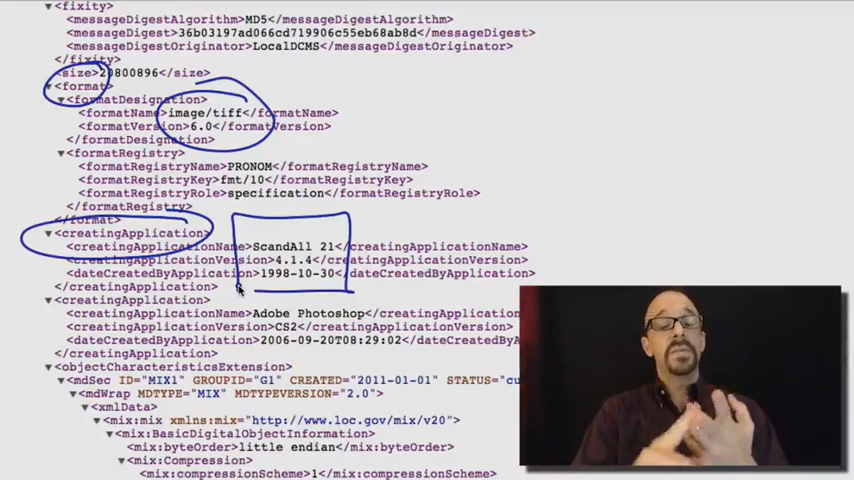 ▼<fixity>
<messageDigestAlgorithm>MD5</messageDigestAlgorithm>
<messageDigest>36b03197ad066cd719906c55eb68ab8d</messageDigest>
<messageDigestOriginator>LocalDCMS</messageDigestOriginator>
</fixity>
<size>20800896</size>
▼<format>
▼<formatDesignation>
<formatName>image/tiff</formatName>
<formatVersion>6.0</formatVersion>
</formatDesignation>
▼<formatRegistry>
<formatRegistryName>PRONOM</formatRegistryName>
<formatRegistryKey>fmt/10</formatRegistryKey>
<formatRegistryRole>specification</formatRegistryRole>
</formatRegistry>
</format>
▼<creatingApplication>
<creatingApplicationName>ScandAll 21</creatingApplicationName>
<creatingApplicationVersion>4.1.4</creatingApplicationVersion>
<dateCreatedByApplication>1998-10-30</dateCreatedByApplication>
</creatingApplication>
▼<creatingApplication>
<creatingApplicationName>Adobe Photoshop</creatingApplicationName>
<creatingApplicationVersion>CS2</creatingApplicationVersion>
<dateCreatedByApplication>2006-09-20T08:29:02</dateCreatedByAp
</creatingApplication>
▼<objectCharacteristicsExtension>
▼<mdSec ID="MIX1" GROUPID="G1" CREATED="2011-01-01" STATUS="cu
▼<mdWrap MDTYPE="MIX" MDTYPEVERSION="2.0">
▼<xmlData>
▼<mix:mix xmlns:mix="http://www.loc.gov/mix/v20">
▼<mix:BasicDigitalObjectInformation>
<mix:byteOrder>little endian</mix:byteOrder>
▼<mix:Compression>
<mix:compressionScheme>1</mix:compressionScheme>